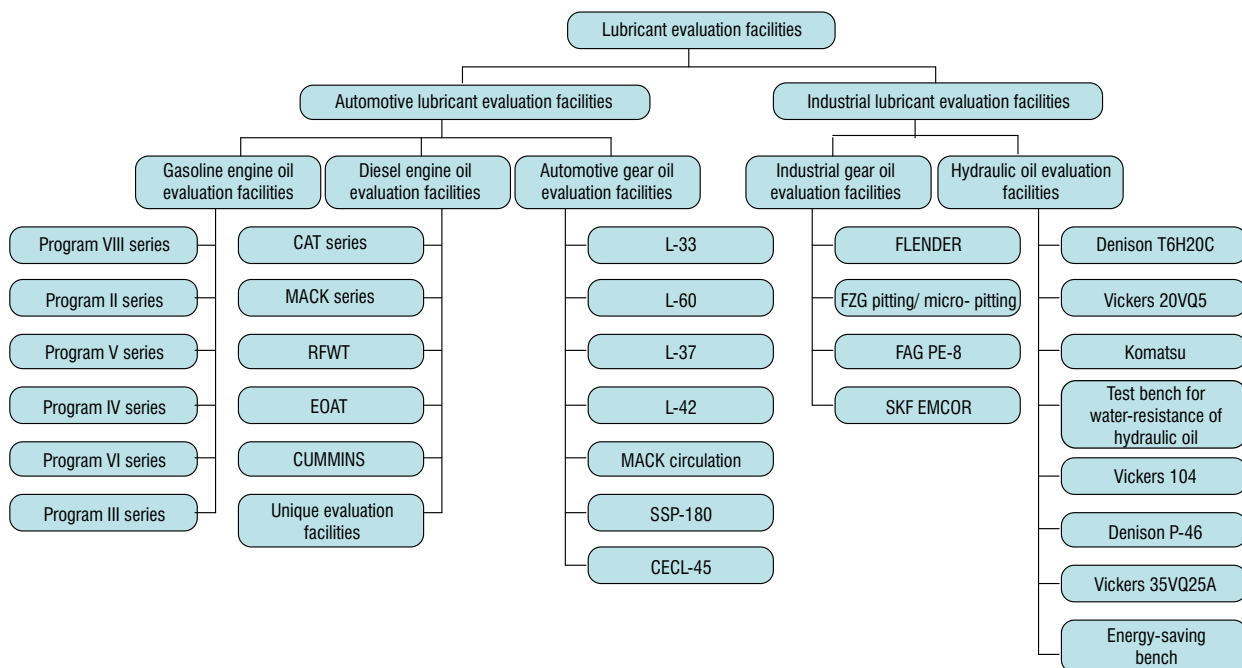 Lubricant evaluation facilities
Automotive lubricant evaluation facilities
Industrial lubricant evaluation facilities
Gasoline engine oil
evaluation facilities
Diesel engine oil
evaluation facilities
Automotive gear oil
evaluation facilities
Industrial gear oil
evaluation facilities
Hydraulic oil evaluation
facilities
Program VIII series
Program II series
Program V series
Program IV series
Program VI series
Program III series
CAT series
MACK series
RFWT
EOAT
CUMMINS
Unique evaluation
facilities
L-33
L-60
L-37
L-42
MACK circulation
SSP-180
CECL-45
FLENDER
FZG pitting/ micro- pitting
FAG PE-8
SKF EMCOR
Denison T6H20C
Vickers 20VQ5
Komatsu
Test bench for
water-resistance of
hydraulic oil
Vickers 104
Denison P-46
Vickers 35VQ25A
Energy-saving
bench